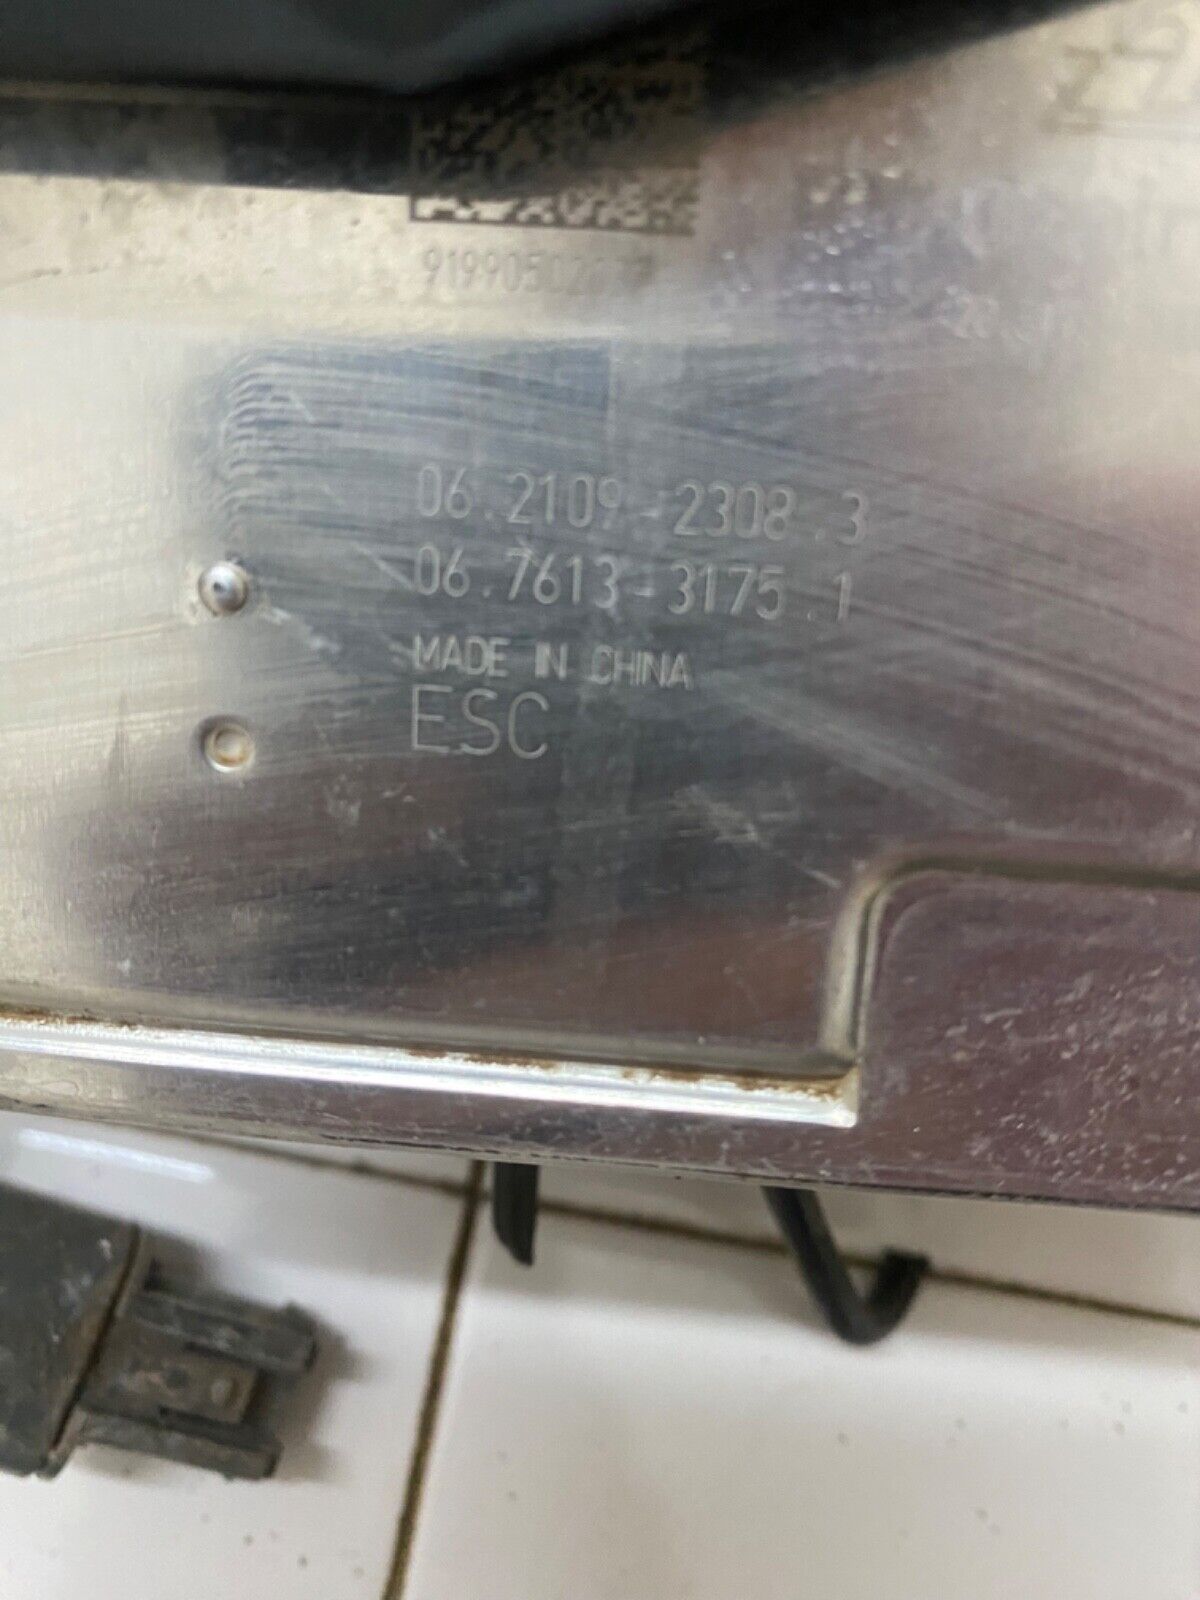 06.2109-2308.3
06.7613-3175.1
MADE IN CHINA
ESC